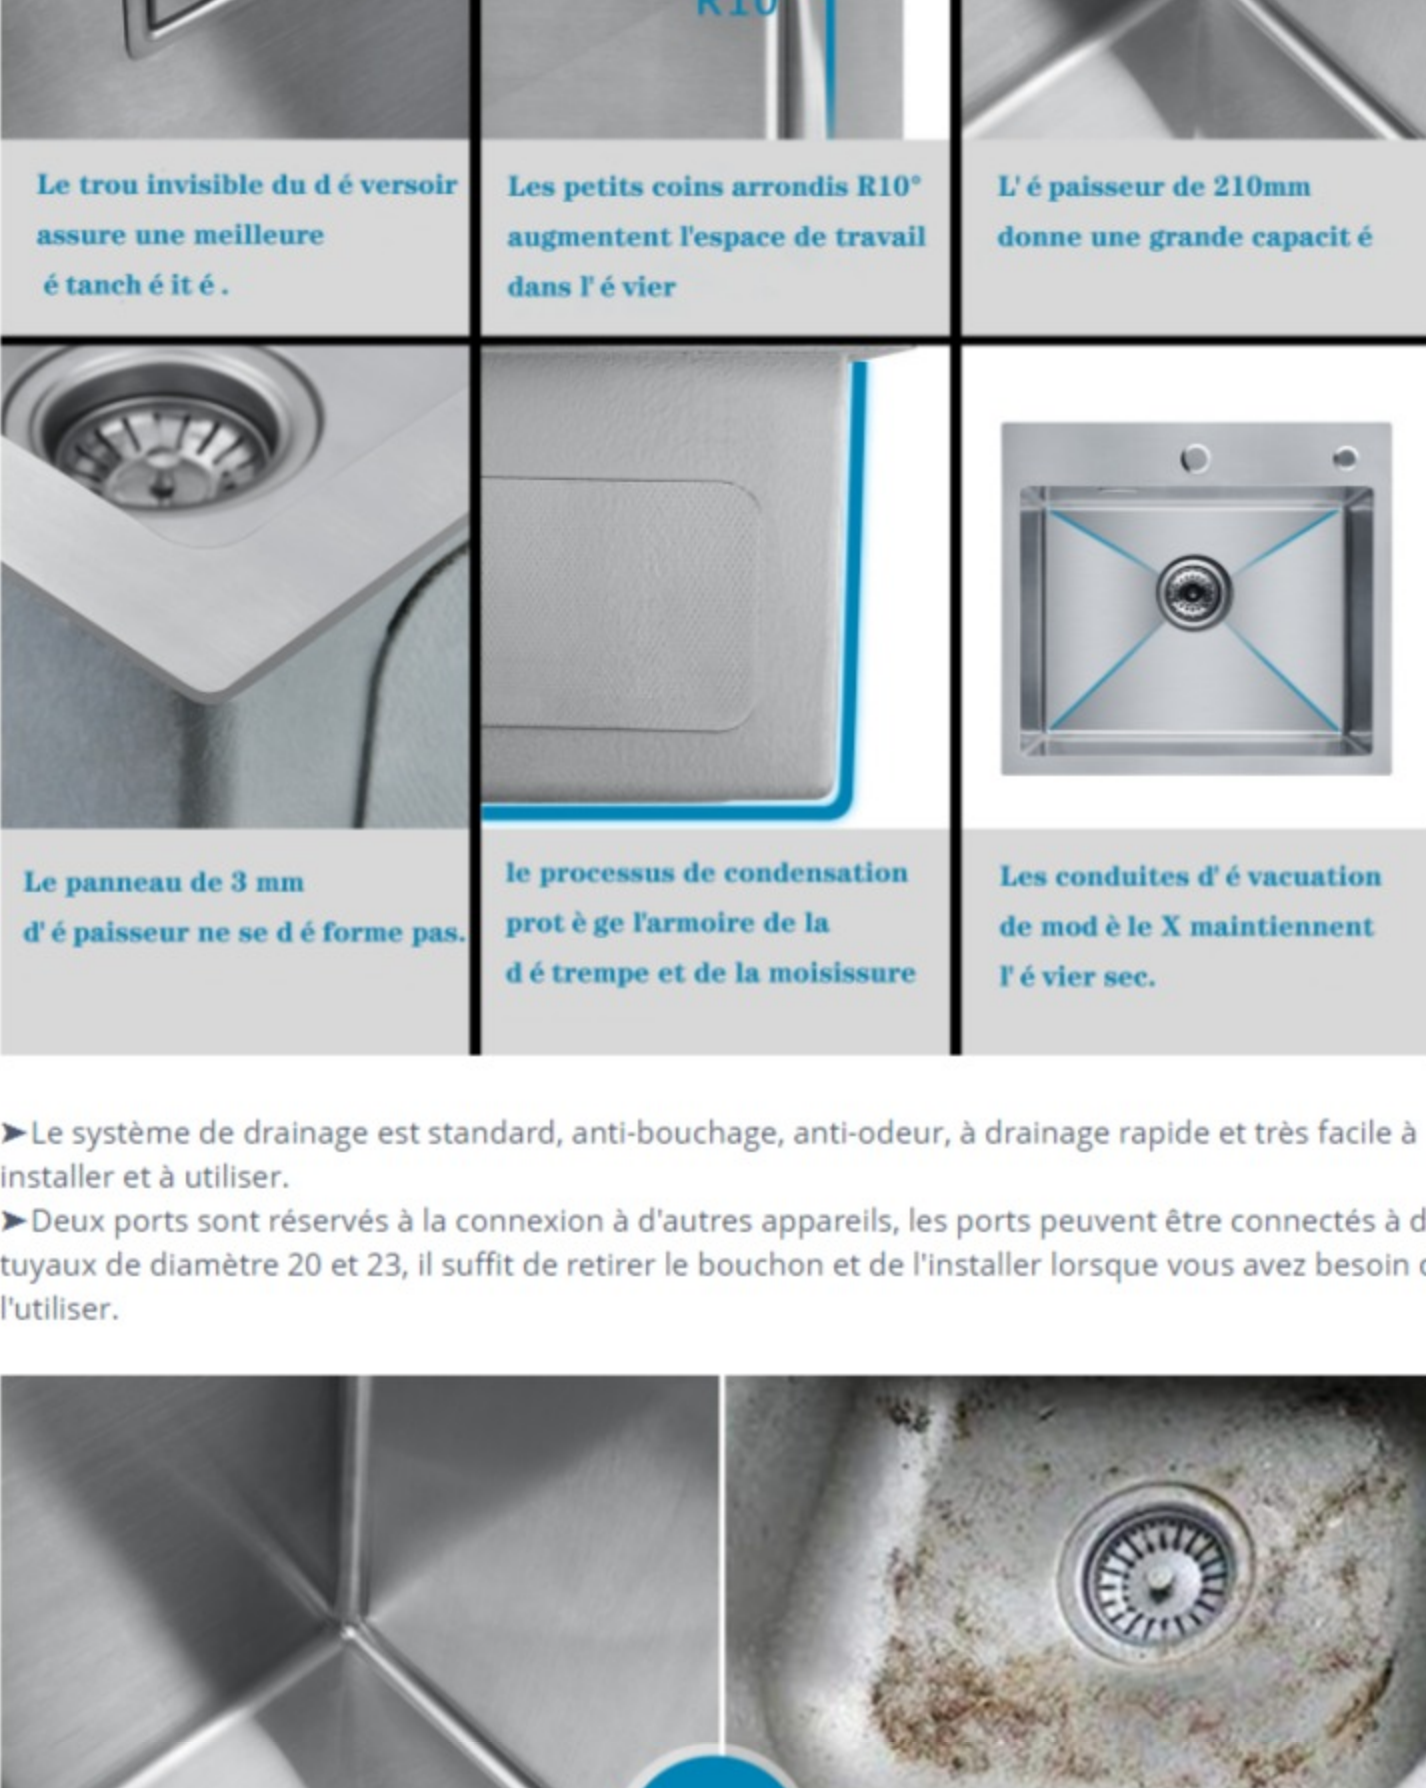 R10
Le trou invisible du d é versoir
assure une meilleure
é tanch é it é .
Les petits coins arrondis R10°
augmentent l'espace de travail
dans l' é vier
L' é paisseur de 210mm
donne une grande capacit é
Le panneau de 3 mm
d' é paisseur ne se d é forme pas.
le processus de condensation
prot è ge l'armoire de la
d é trempe et de la moisissure
Les conduites d' é vacuation
de mod è le X maintiennent
l' é vier sec.
➤Le système de drainage est standard, anti-bouchage, anti-odeur, à drainage rapide et très facile à
installer et à utiliser.
➤Deux ports sont réservés à la connexion à d'autres appareils, les ports peuvent être connectés à
tuyaux de diamètre 20 et 23, il suffit de retirer le bouchon et de l'installer lorsque vous avez besoin
l'utiliser.